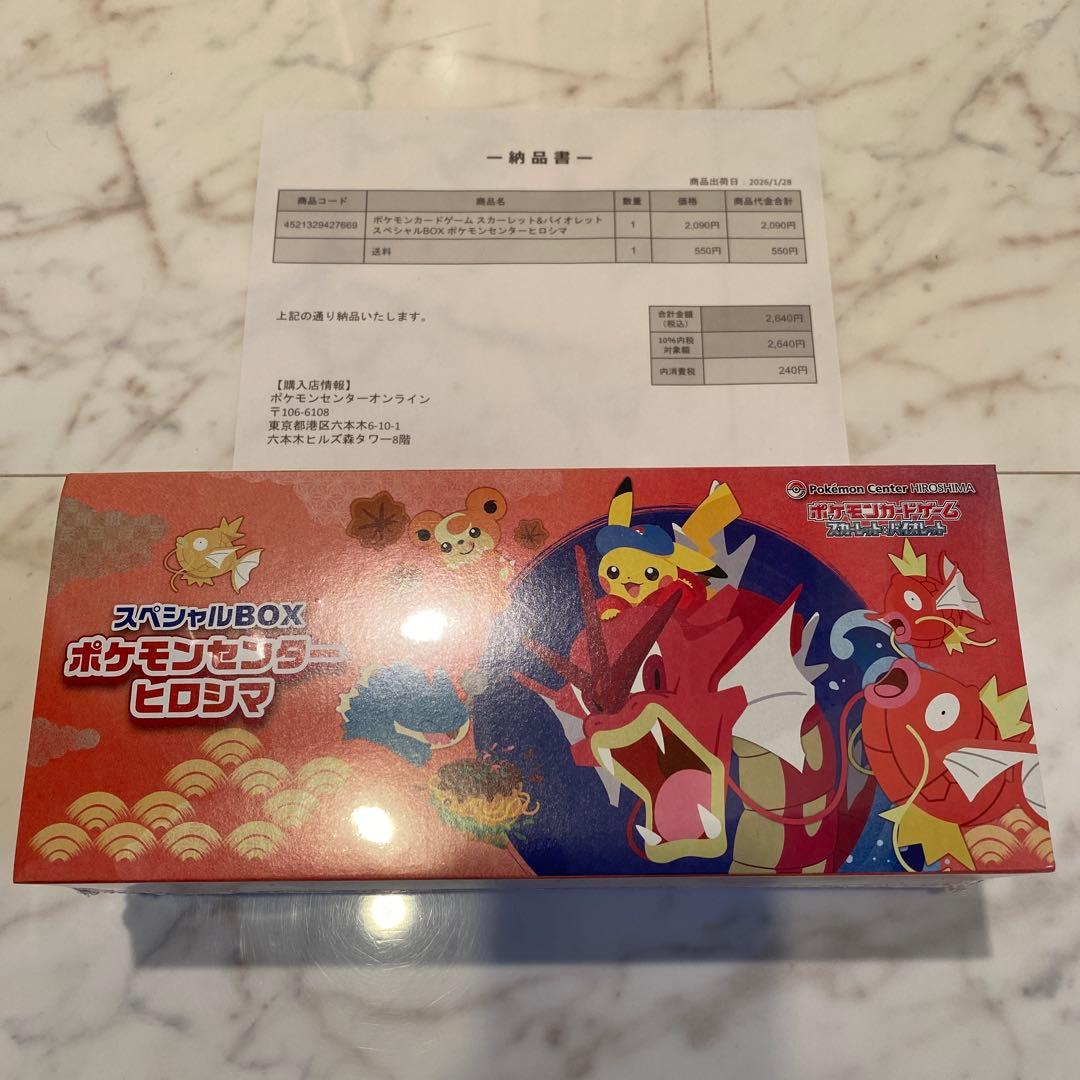 ー納品書ー
商品出荷日：2026/1/28
商品コード 商品名 数量 価格 商品代金合計
4521329427669 ポケモンカードゲーム スカーレット&バイオレット 1 2,090円 2,090円
スペシャルBOX ポケモンセンターヒロシマ
送料 1 550円 550円
上記の通り納品いたします。
合計金額 2,640円
（税込）
10%内税 2,640円
対象額
内消費税 240円
【購入店情報】
ポケモンセンターオンライン
〒106-6108
東京都港区六本木6-10-1
六本木ヒルズ森タワー8階
Pokémon Center HIROSHIMA
ポケモンカードゲーム
スカーレット&バイオレット
スペシャルBOX
ポケモンセンター
ヒロシマ